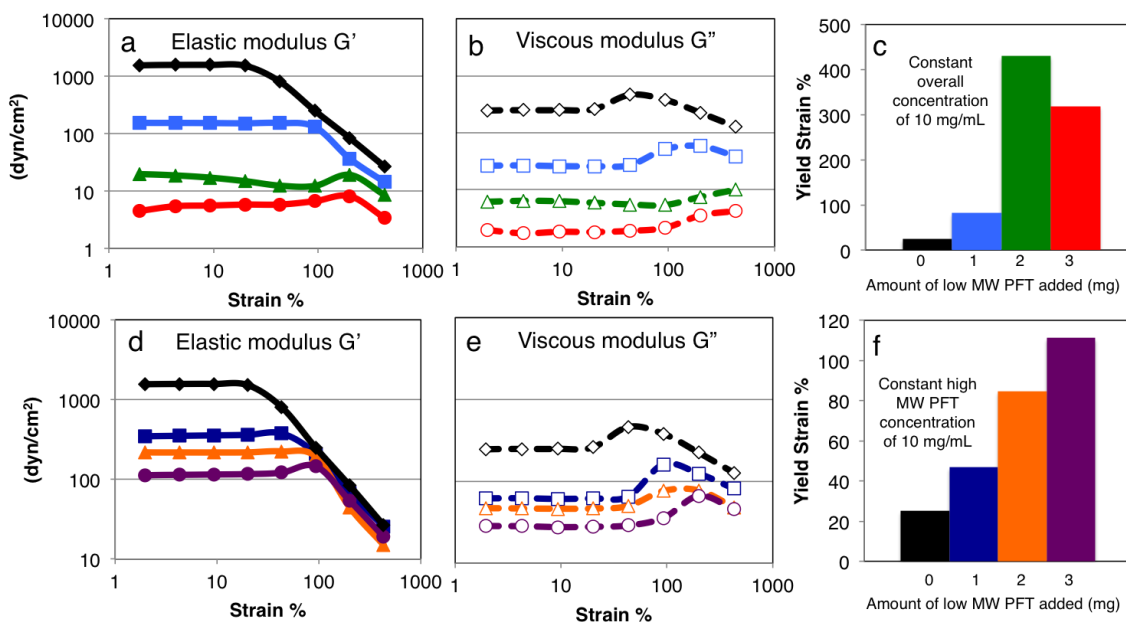 a
Elastic modulus G’
(dyn/cm²)
10000
1000
100
10
1
1
10
100
1000
Strain %
b
Viscous modulus G”
1
10
100
1000
Strain %
c
Constant
overall
concentration
of 10 mg/mL
Yield Strain %
500
400
300
200
100
0
0
1
2
3
Amount of low MW PFT added (mg)
d
Elastic modulus G’
(dyn/cm²)
10000
1000
100
10
1
10
100
1000
Strain %
e
Viscous modulus G”
1
10
100
1000
Strain %
f
Constant high
MW PFT
concentration
of 10 mg/mL
Yield Strain %
120
100
80
60
40
20
0
0
1
2
3
Amount of low MW PFT added (mg)